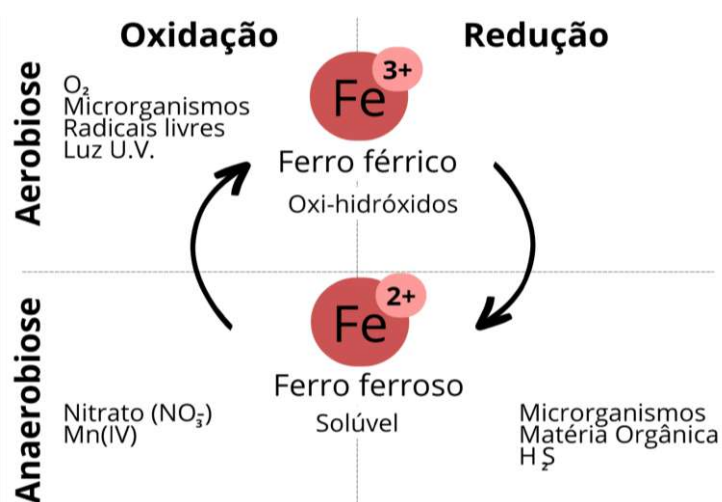 Oxidação
Redução
Aerobiose
O₂
Microrganismos
Radicais livres
Luz U.V.
Fe 3+
Ferro férrico
Oxi-hidróxidos
Anaerobiose
Fe 2+
Ferro ferroso
Solúvel
Nitrato (NO₃⁻)
Mn(IV)
Microrganismos
Matéria Orgânica
H₂S